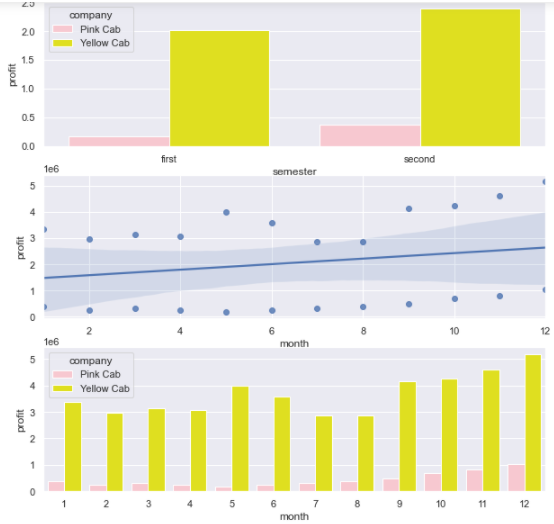 2.5
company
Pink Cab
Yellow Cab
2.0
1.5
1.0
0.5
0.0
profit
first second
semester
1e6
5
4
3
2
1
0
profit
2 4 6 8 10 12
month
1e6
company
Pink Cab
Yellow Cab
5
4
3
2
1
0
profit
1 2 3 4 5 6 7 8 9 10 11 12
month